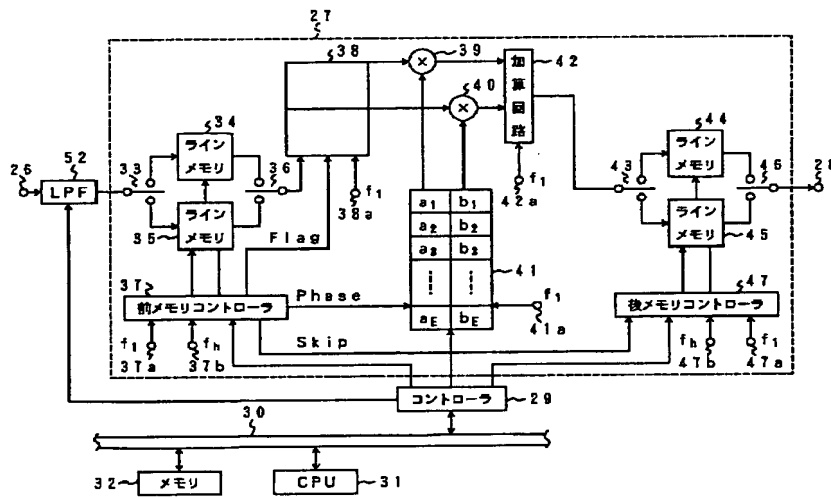 27
38
39
42
加算回路
40
34
ライン
メモリ
44
ライン
メモリ
26
52
LPF
33
36
f1
38a
f1
42a
43
46
28
ライン
メモリ
35
Flag
a1 b1
a2 b2
a3 b3
aE bE
41
ライン
メモリ
45
37
前メモリコントローラ
Phase
f1
41a
47
後メモリコントローラ
Skip
f1
37a
fh
37b
fh
47b
f1
47a
コントローラ
29
30
32
メモリ
CPU
31